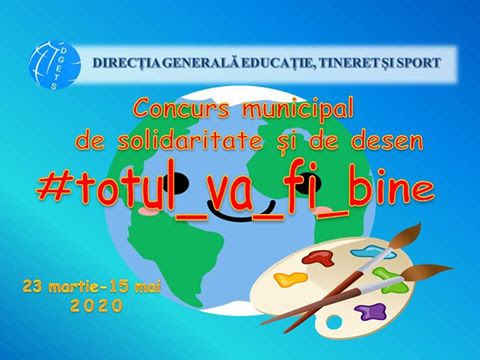 DGETS
DIRECȚIA GENERALĂ EDUCAȚIE, TINERET ȘI SPORT
Concurs municipal
de solidaritate și de desen
#totul_va_fi_bine
23 martie-15 mai
2020